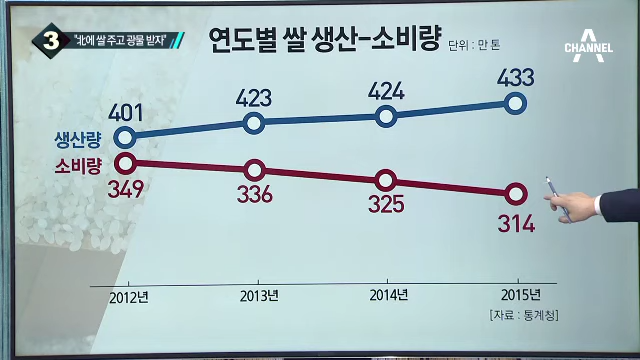 3 "北에 쌀 주고 광물 받자"
연도별 쌀 생산-소비량
단위 : 만 톤
CHANNEL A
401 423 424 433
생산량
소비량
349 336 325 314
2012년 2013년 2014년 2015년
[자료 : 통계청]